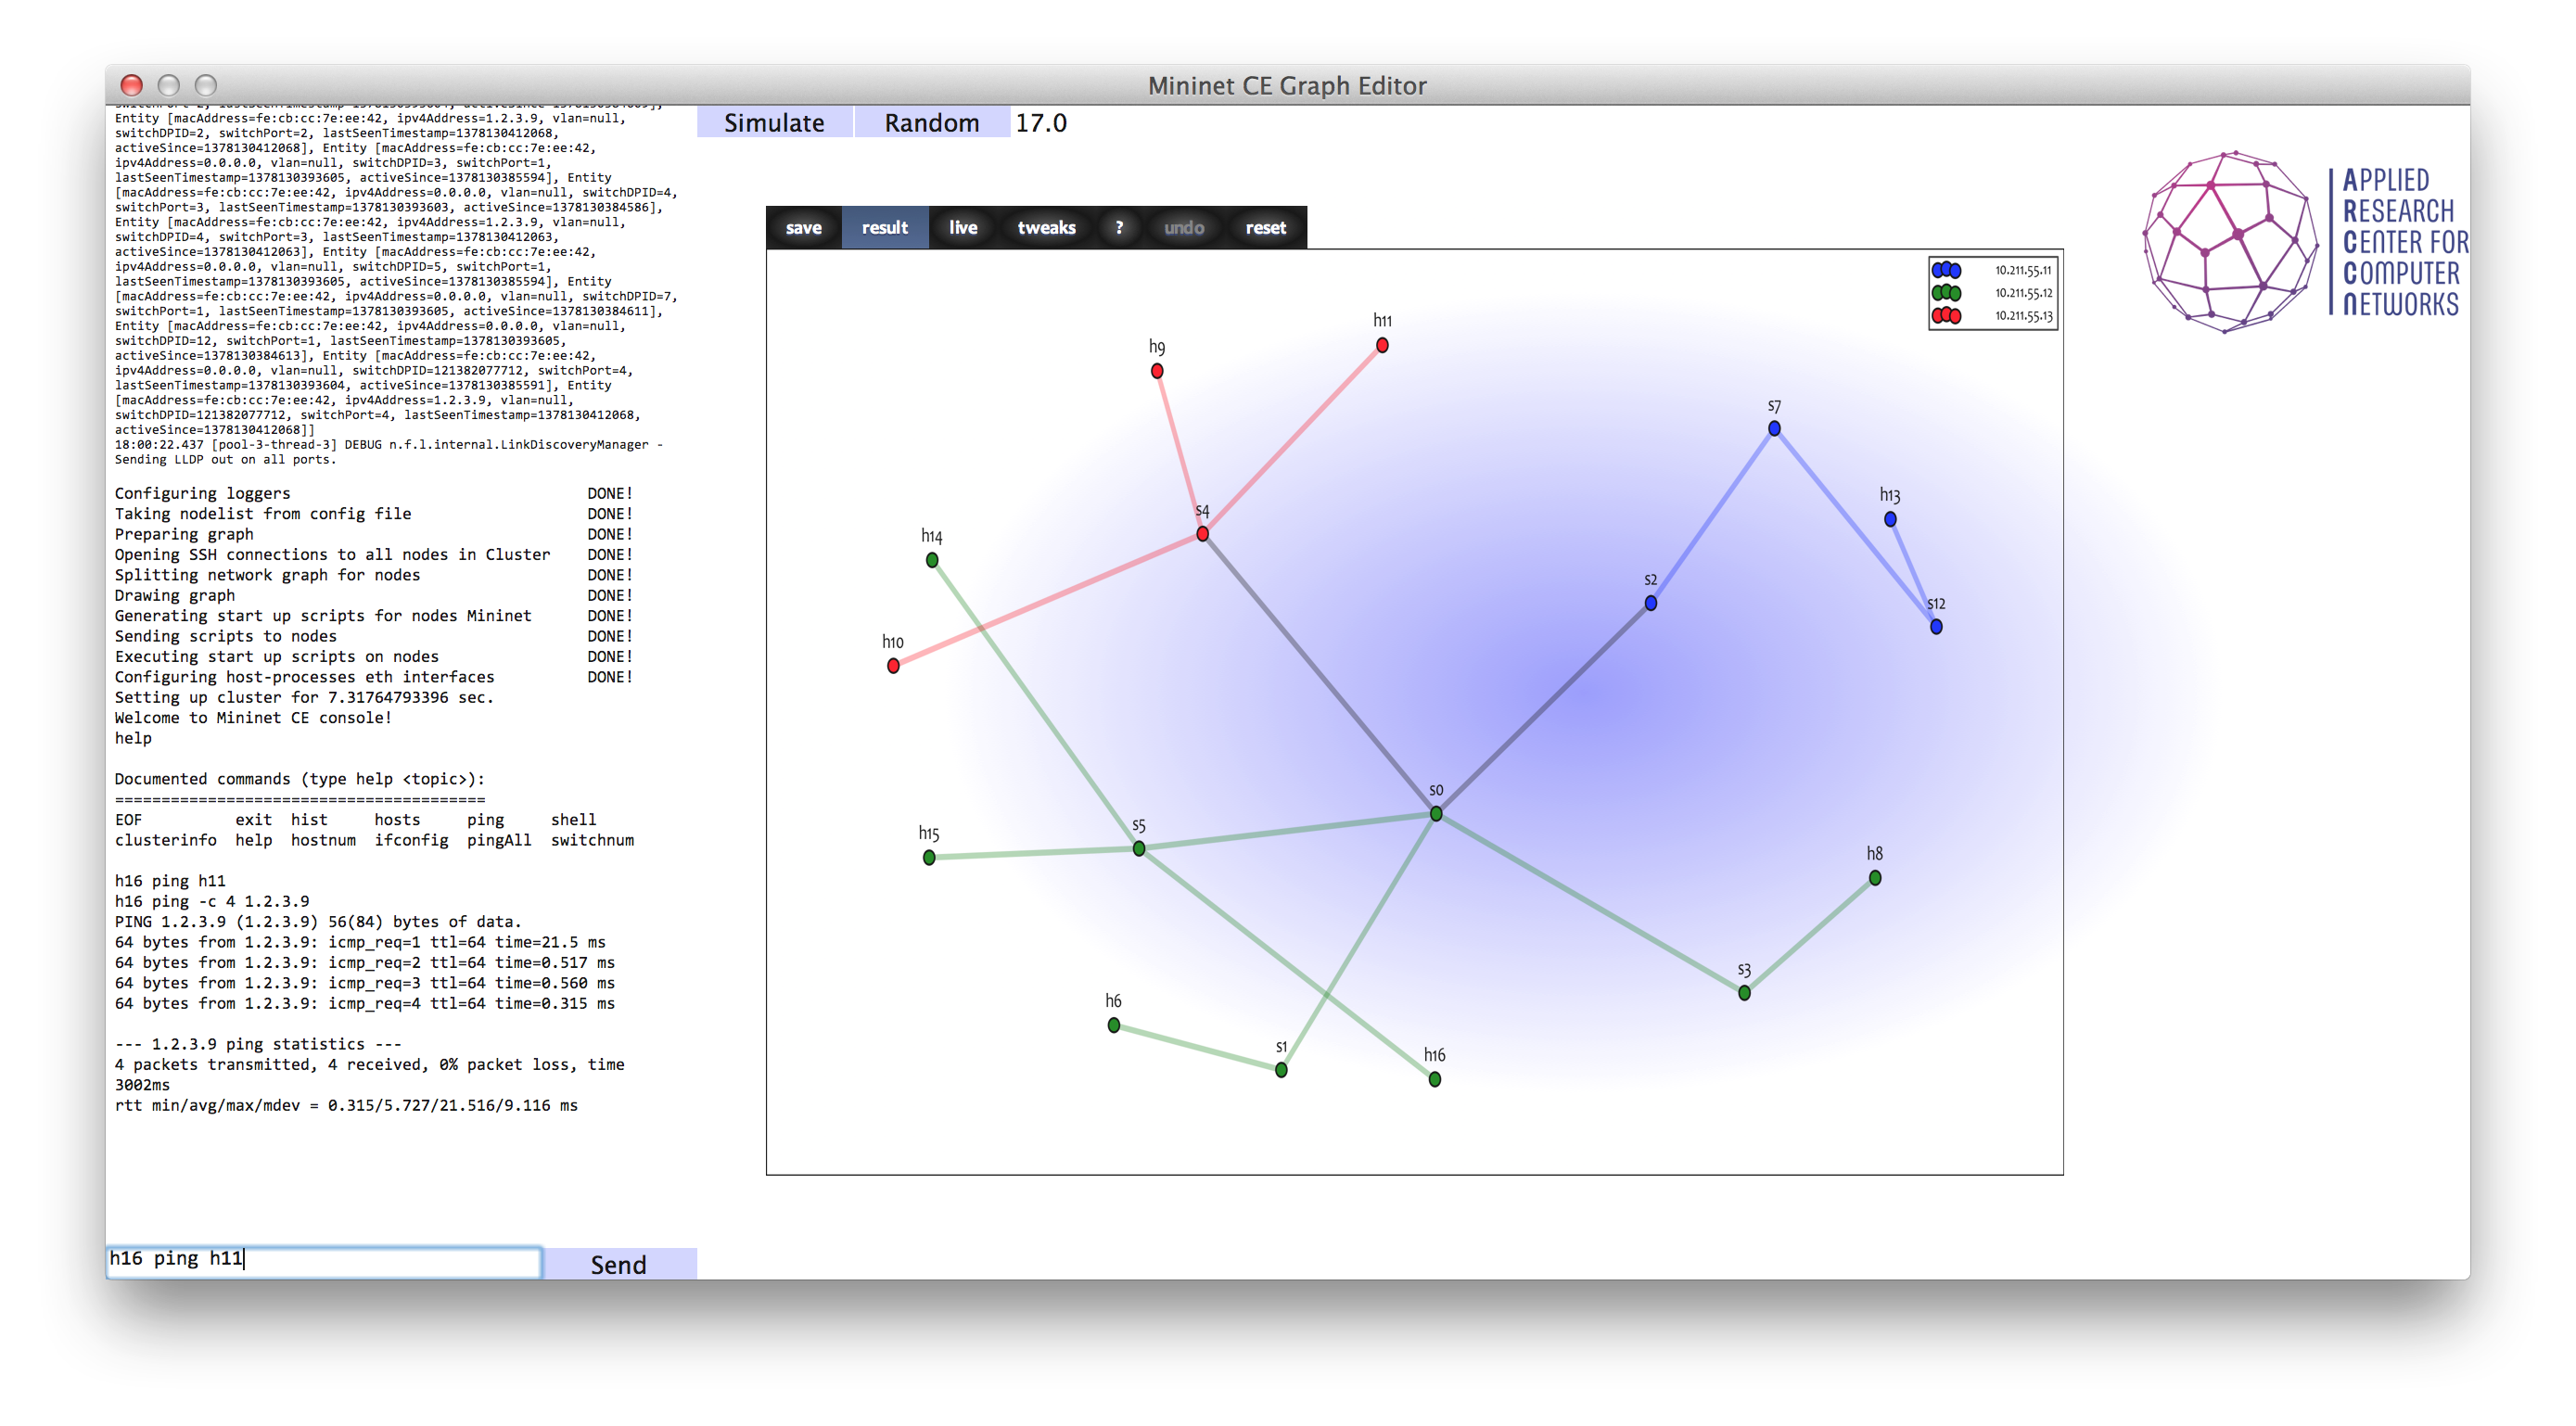 Mininet CE Graph Editor
Entity [macAddress=fe:cb:cc:7e:ee:42, ipv4Address=1.2.3.9, vlan=null,
switchDPID=2, switchPort=2, lastSeenTimestamp=1378130412068,
activeSince=1378130412068], Entity [macAddress=fe:cb:cc:7e:ee:42,
ipv4Address=0.0.0.0, vlan=null, switchDPID=3, switchPort=1,
lastSeenTimestamp=1378130393605, activeSince=1378130385594], Entity
[macAddress=fe:cb:cc:7e:ee:42, ipv4Address=0.0.0.0, vlan=null, switchDPID=4,
switchPort=3, lastSeenTimestamp=1378130393603, activeSince=1378130384586],
Entity [macAddress=fe:cb:cc:7e:ee:42, ipv4Address=1.2.3.9, vlan=null,
switchDPID=4, switchPort=3, lastSeenTimestamp=1378130412063,
activeSince=1378130412063], Entity [macAddress=fe:cb:cc:7e:ee:42,
ipv4Address=0.0.0.0, vlan=null, switchDPID=5, switchPort=1,
lastSeenTimestamp=1378130393605, activeSince=1378130385594], Entity
[macAddress=fe:cb:cc:7e:ee:42, ipv4Address=0.0.0.0, vlan=null, switchDPID=7,
switchPort=1, lastSeenTimestamp=1378130393605, activeSince=1378130384611],
Entity [macAddress=fe:cb:cc:7e:ee:42, ipv4Address=0.0.0.0, vlan=null,
switchDPID=12, switchPort=1, lastSeenTimestamp=1378130393605,
activeSince=1378130384613], Entity [macAddress=fe:cb:cc:7e:ee:42,
ipv4Address=0.0.0.0, vlan=null, switchDPID=121382077712, switchPort=4,
lastSeenTimestamp=1378130393604, activeSince=1378130385591], Entity
[macAddress=fe:cb:cc:7e:ee:42, ipv4Address=1.2.3.9, vlan=null,
switchDPID=121382077712, switchPort=4, lastSeenTimestamp=1378130412068,
activeSince=1378130412068]]
18:00:22.437 [pool-3-thread-3] DEBUG n.f.l.internal.LinkDiscoveryManager -
Sending LLDP out on all ports.
Configuring loggers DONE!
Taking nodelist from config file DONE!
Preparing graph DONE!
Opening SSH connections to all nodes in Cluster DONE!
Splitting network graph for nodes DONE!
Drawing graph DONE!
Generating start up scripts for nodes Mininet DONE!
Sending scripts to nodes DONE!
Executing start up scripts on nodes DONE!
Configuring host-processes eth interfaces DONE!
Setting up cluster for 7.31764793396 sec.
Welcome to Mininet CE console!
help
Documented commands (type help <topic>):
========================================
EOF exit hist hosts ping shell
clusterinfo help hostnum ifconfig pingAll switchnum
h16 ping h11
h16 ping -c 4 1.2.3.9
PING 1.2.3.9 (1.2.3.9) 56(84) bytes of data.
64 bytes from 1.2.3.9: icmp_req=1 ttl=64 time=21.5 ms
64 bytes from 1.2.3.9: icmp_req=2 ttl=64 time=0.517 ms
64 bytes from 1.2.3.9: icmp_req=3 ttl=64 time=0.560 ms
64 bytes from 1.2.3.9: icmp_req=4 ttl=64 time=0.315 ms
--- 1.2.3.9 ping statistics ---
4 packets transmitted, 4 received, 0% packet loss, time
3002ms
rtt min/avg/max/mdev = 0.315/5.727/21.516/9.116 ms
h16 ping h11
Send
Simulate Random 17.0
save result live tweaks ? undo reset
10.211.55.11
10.211.55.12
10.211.55.13
h11
h9
s7
h13
s4
h14
s2
s12
h10
s0
s5
h15
h8
s3
h6
s1
h16
APPLIED
RESEARCH
CENTER FOR
COMPUTER
NETWORKS